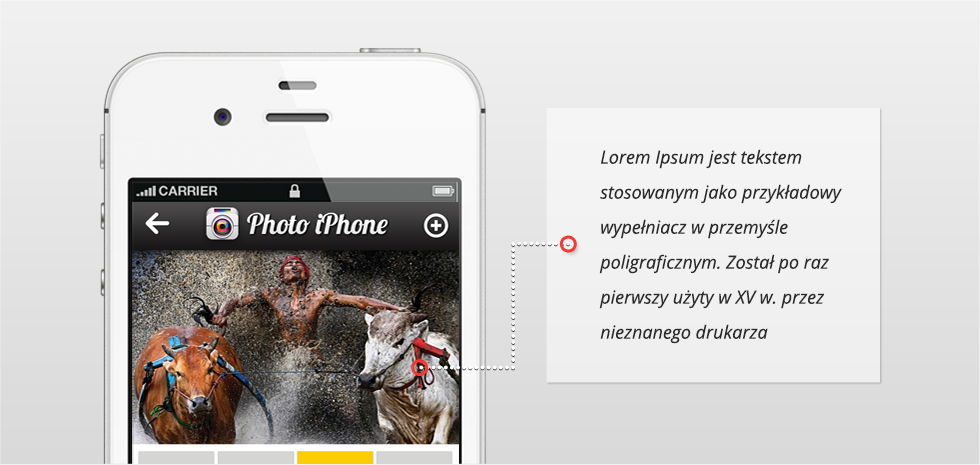 CARRIER
Photo iPhone
Lorem Ipsum jest tekstem
stosowanym jako przykładowy
wypełniacz w przemyśle
poligraficznym. Został po raz
pierwszy użyty w XV w. przez
nieznanego drukarza